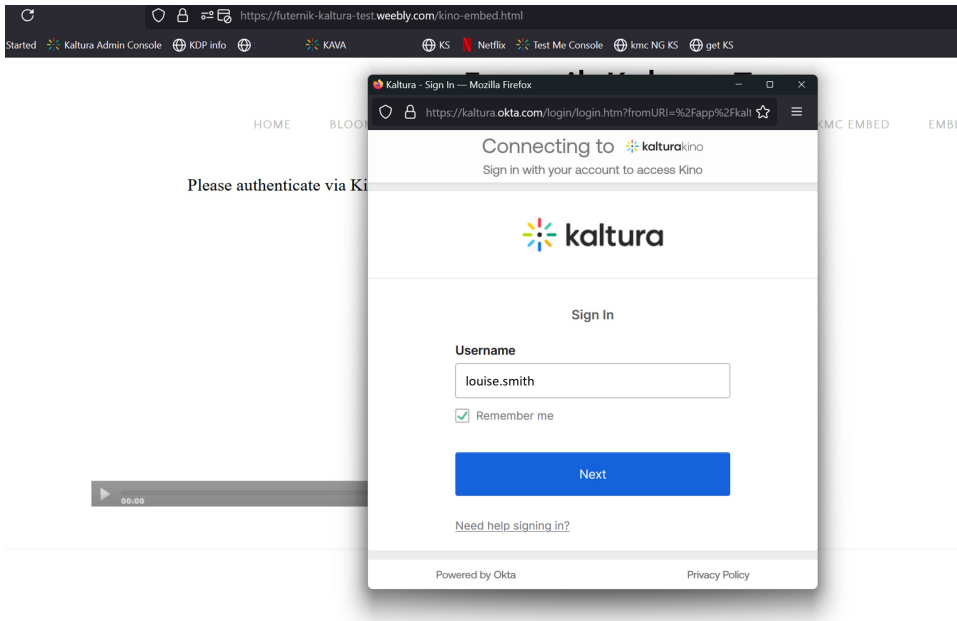 https://futernik-kaltura-test.weebly.com/kino-embed.html
Started Kaltura Admin Console KDP info KAVA KS Netflix Test Me Console kmc NG KS get KS
Kaltura - Sign In — Mozilla Firefox
https://kaltura.okta.com/login/login.htm?fromURI=%2Fapp%2Fkalt
HOME BLOO KMC EMBED EMBE
Connecting to kalturakino
Sign in with your account to access Kino
Please authenticate via Ki
kaltura
Sign In
Username
louise.smith
Remember me
Next
00:00
Need help signing in?
Powered by Okta Privacy Policy